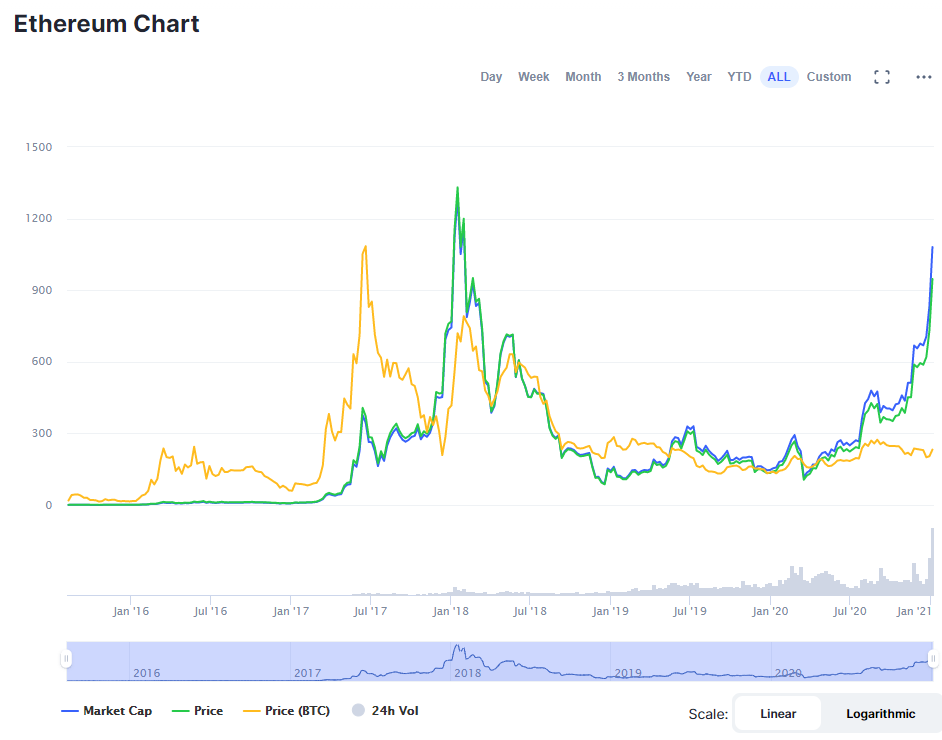 Ethereum Chart
Day Week Month 3 Months Year YTD ALL Custom
1500
1200
900
600
300
0
Jan '16 Jul '16 Jan '17 Jul '17 Jan '18 Jul '18 Jan '19 Jul '19 Jan '20 Jul '20 Jan '21
2016 2017 2018 2019 2020
Market Cap Price Price (BTC) 24h Vol
Scale: Linear Logarithmic